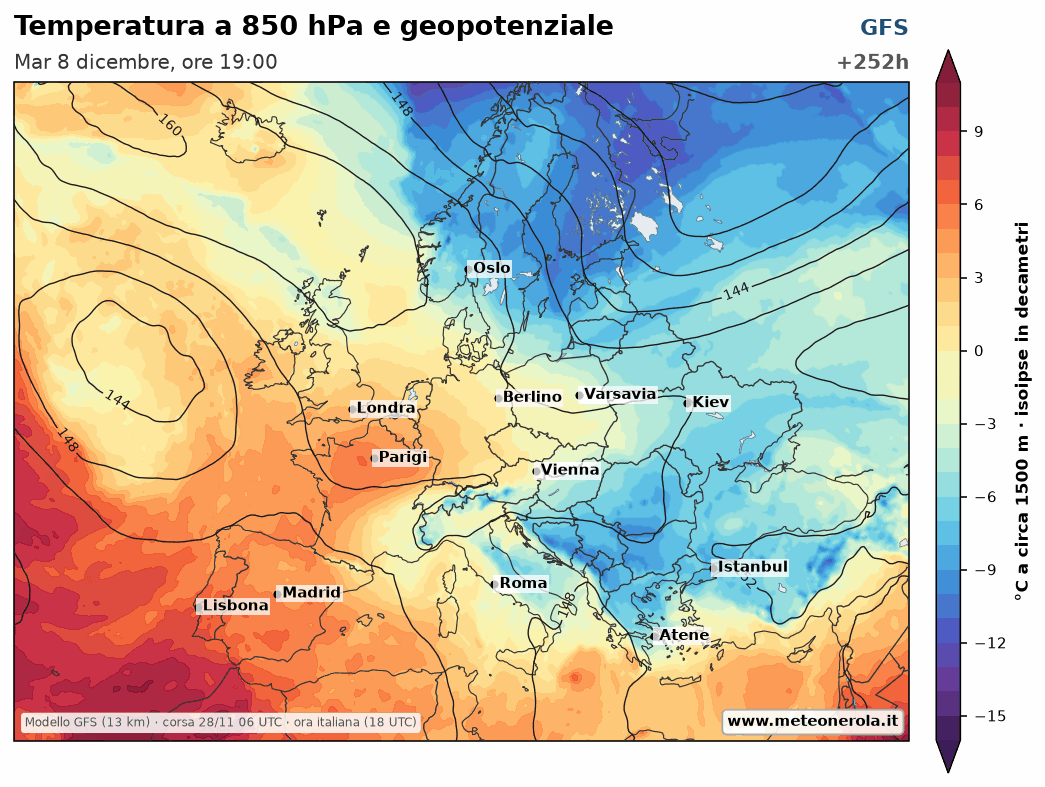 Temperatura a 850 hPa e geopotenziale
GFS
Mar 8 dicembre, ore 19:00
+252h
148
160
9
6
3
0
−3
−6
−9
−12
−15
°C a circa 1500 m · isoipse in decametri
Oslo
144
Berlino
Varsavia
Kiev
144
Londra
148
Parigi
Vienna
Istanbul
Roma
Madrid
Lisbona
148
Atene
Modello GFS (13 km) · corsa 28/11 06 UTC · ora italiana (18 UTC)
www.meteonerola.it